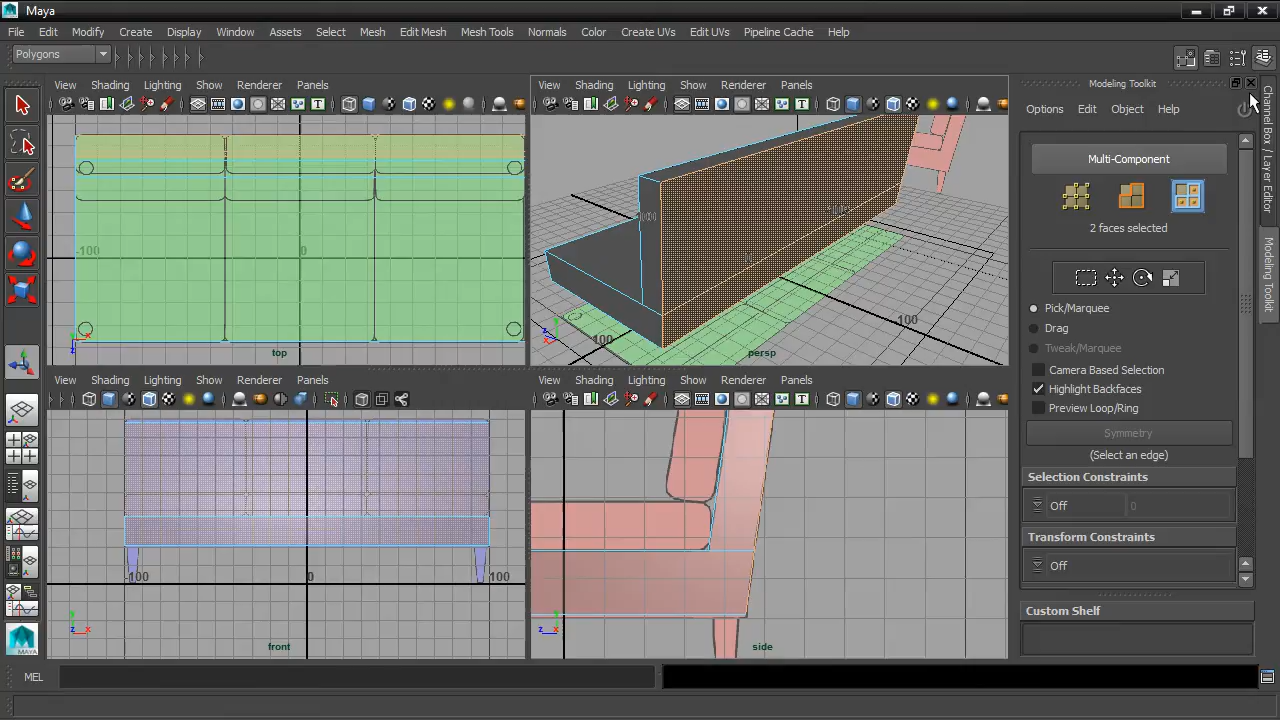 Maya
File Edit Modify Create Display Window Assets Select Mesh Edit Mesh Mesh Tools Normals Color Create UVs Edit UVs Pipeline Cache Help
Polygons
View Shading Lighting Show Renderer Panels
View Shading Lighting Show Renderer Panels
Modeling Toolkit
Options Edit Object Help
Channel Box / Layer Editor
Modeling Toolkit
Multi-Component
2 faces selected
Pick/Marquee
Drag
Tweak/Marquee
Camera Based Selection
Highlight Backfaces
Preview Loop/Ring
Symmetry
(Select an edge)
Selection Constraints
Off 0
Transform Constraints
Off
Custom Shelf
-100 0
top
100 100
persp
View Shading Lighting Show Renderer Panels
View Shading Lighting Show Renderer Panels
-100 0 100
front
side
MAYA
MEL